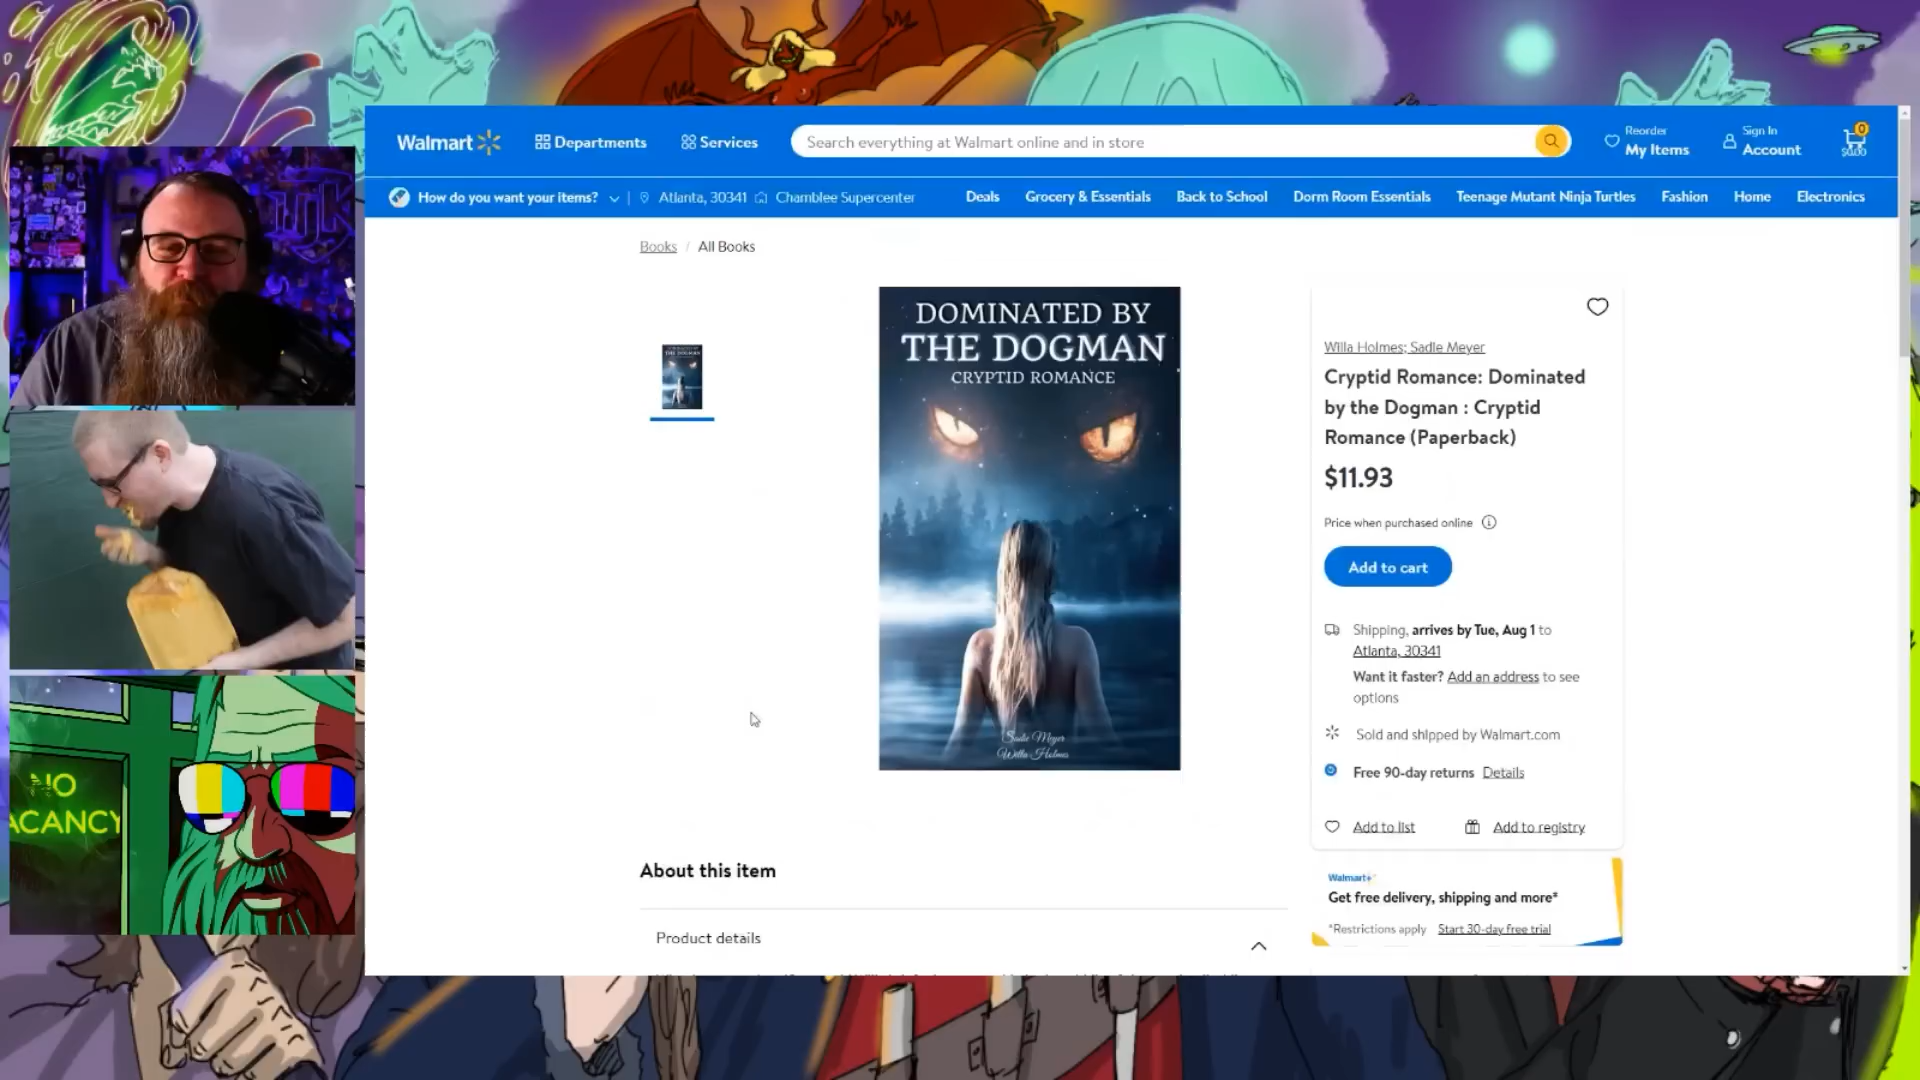 Walmart
Departments
Services
Search everything at Walmart online and in store
Reorder
My Items
Sign In
Account
0
$0.00
How do you want your items?
Atlanta, 30341
Chamblee Supercenter
Deals
Grocery & Essentials
Back to School
Dorm Room Essentials
Teenage Mutant Ninja Turtles
Fashion
Home
Electronics
Books / All Books
DOMINATED BY
THE DOGMAN
CRYPTID ROMANCE
Sadie Meyer
Willa Holmes
Willa Holmes; Sadie Meyer
Cryptid Romance: Dominated
by the Dogman : Cryptid
Romance (Paperback)
$11.93
Price when purchased online
Add to cart
Shipping, arrives by Tue, Aug 1 to
Atlanta, 30341
Want it faster? Add an address to see
options
Sold and shipped by Walmart.com
Free 90-day returns Details
Add to list
Add to registry
Walmart+
Get free delivery, shipping and more*
*Restrictions apply Start 30-day free trial
About this item
Product details
NO
ACANCY